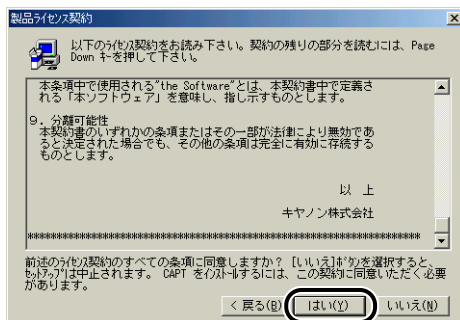 製品ライセンス契約
以下のライセンス契約をお読み下さい。契約の残りの部分を読むには、Page
Down キーを押して下さい。
本条項中で使用される"the Software"とは、本契約書中で定義さ
れる「本ソフトウェア」を意味し、指し示すものとします。
9．分離可能性
本契約書のいずれかの条項またはその一部が法律により無効であ
ると決定された場合でも、その他の条項は完全に有効に存続する
ものとします。
以 上
キヤノン株式会社
前述のライセンス契約のすべての条項に同意しますか？ [いいえ]ボタンを選択すると、
セットアップは中止されます。 CAPT をインストールするには、この契約に同意いただく必要
があります。
< 戻る(B) はい(Y) いいえ(N)